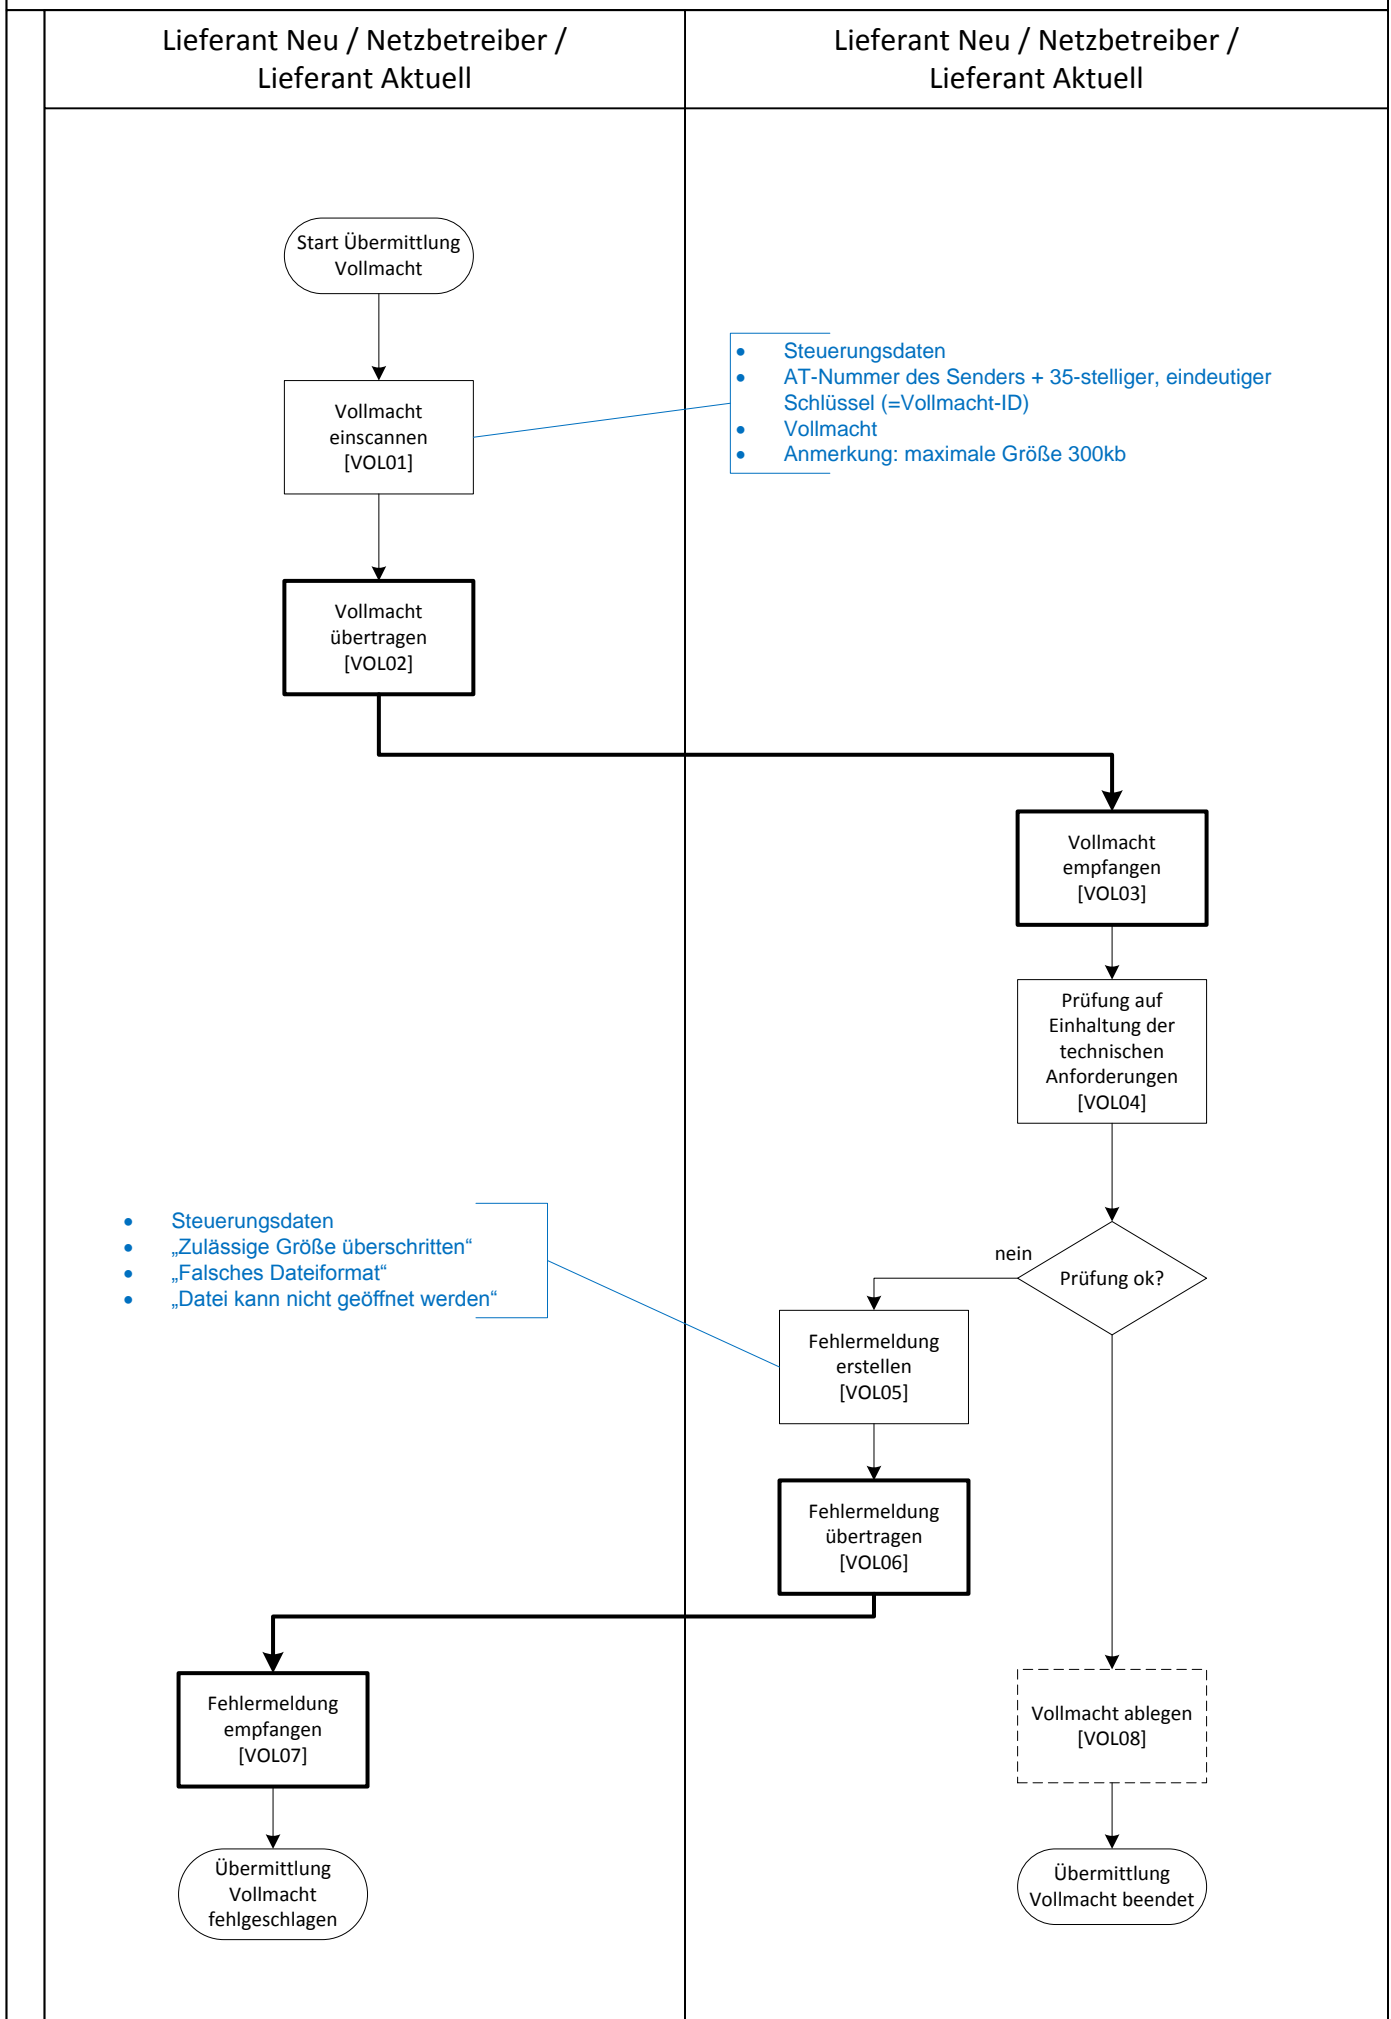 Lieferant Neu / Netzbetreiber /
Lieferant Aktuell
Lieferant Neu / Netzbetreiber /
Lieferant Aktuell
Start Übermittlung
Vollmacht
Vollmacht
einscannen
[VOL01]
• Steuerungsdaten
• AT-Nummer des Senders + 35-stelliger, eindeutiger
Schlüssel (=Vollmacht-ID)
• Vollmacht
• Anmerkung: maximale Größe 300kb
Vollmacht
übertragen
[VOL02]
Vollmacht
empfangen
[VOL03]
Prüfung auf
Einhaltung der
technischen
Anforderungen
[VOL04]
• Steuerungsdaten
• „Zulässige Größe überschritten“
• „Falsches Dateiformat“
• „Datei kann nicht geöffnet werden“
nein
Prüfung ok?
Fehlermeldung
erstellen
[VOL05]
Fehlermeldung
übertragen
[VOL06]
Fehlermeldung
empfangen
[VOL07]
Vollmacht ablegen
[VOL08]
Übermittlung
Vollmacht
fehlgeschlagen
Übermittlung
Vollmacht beendet